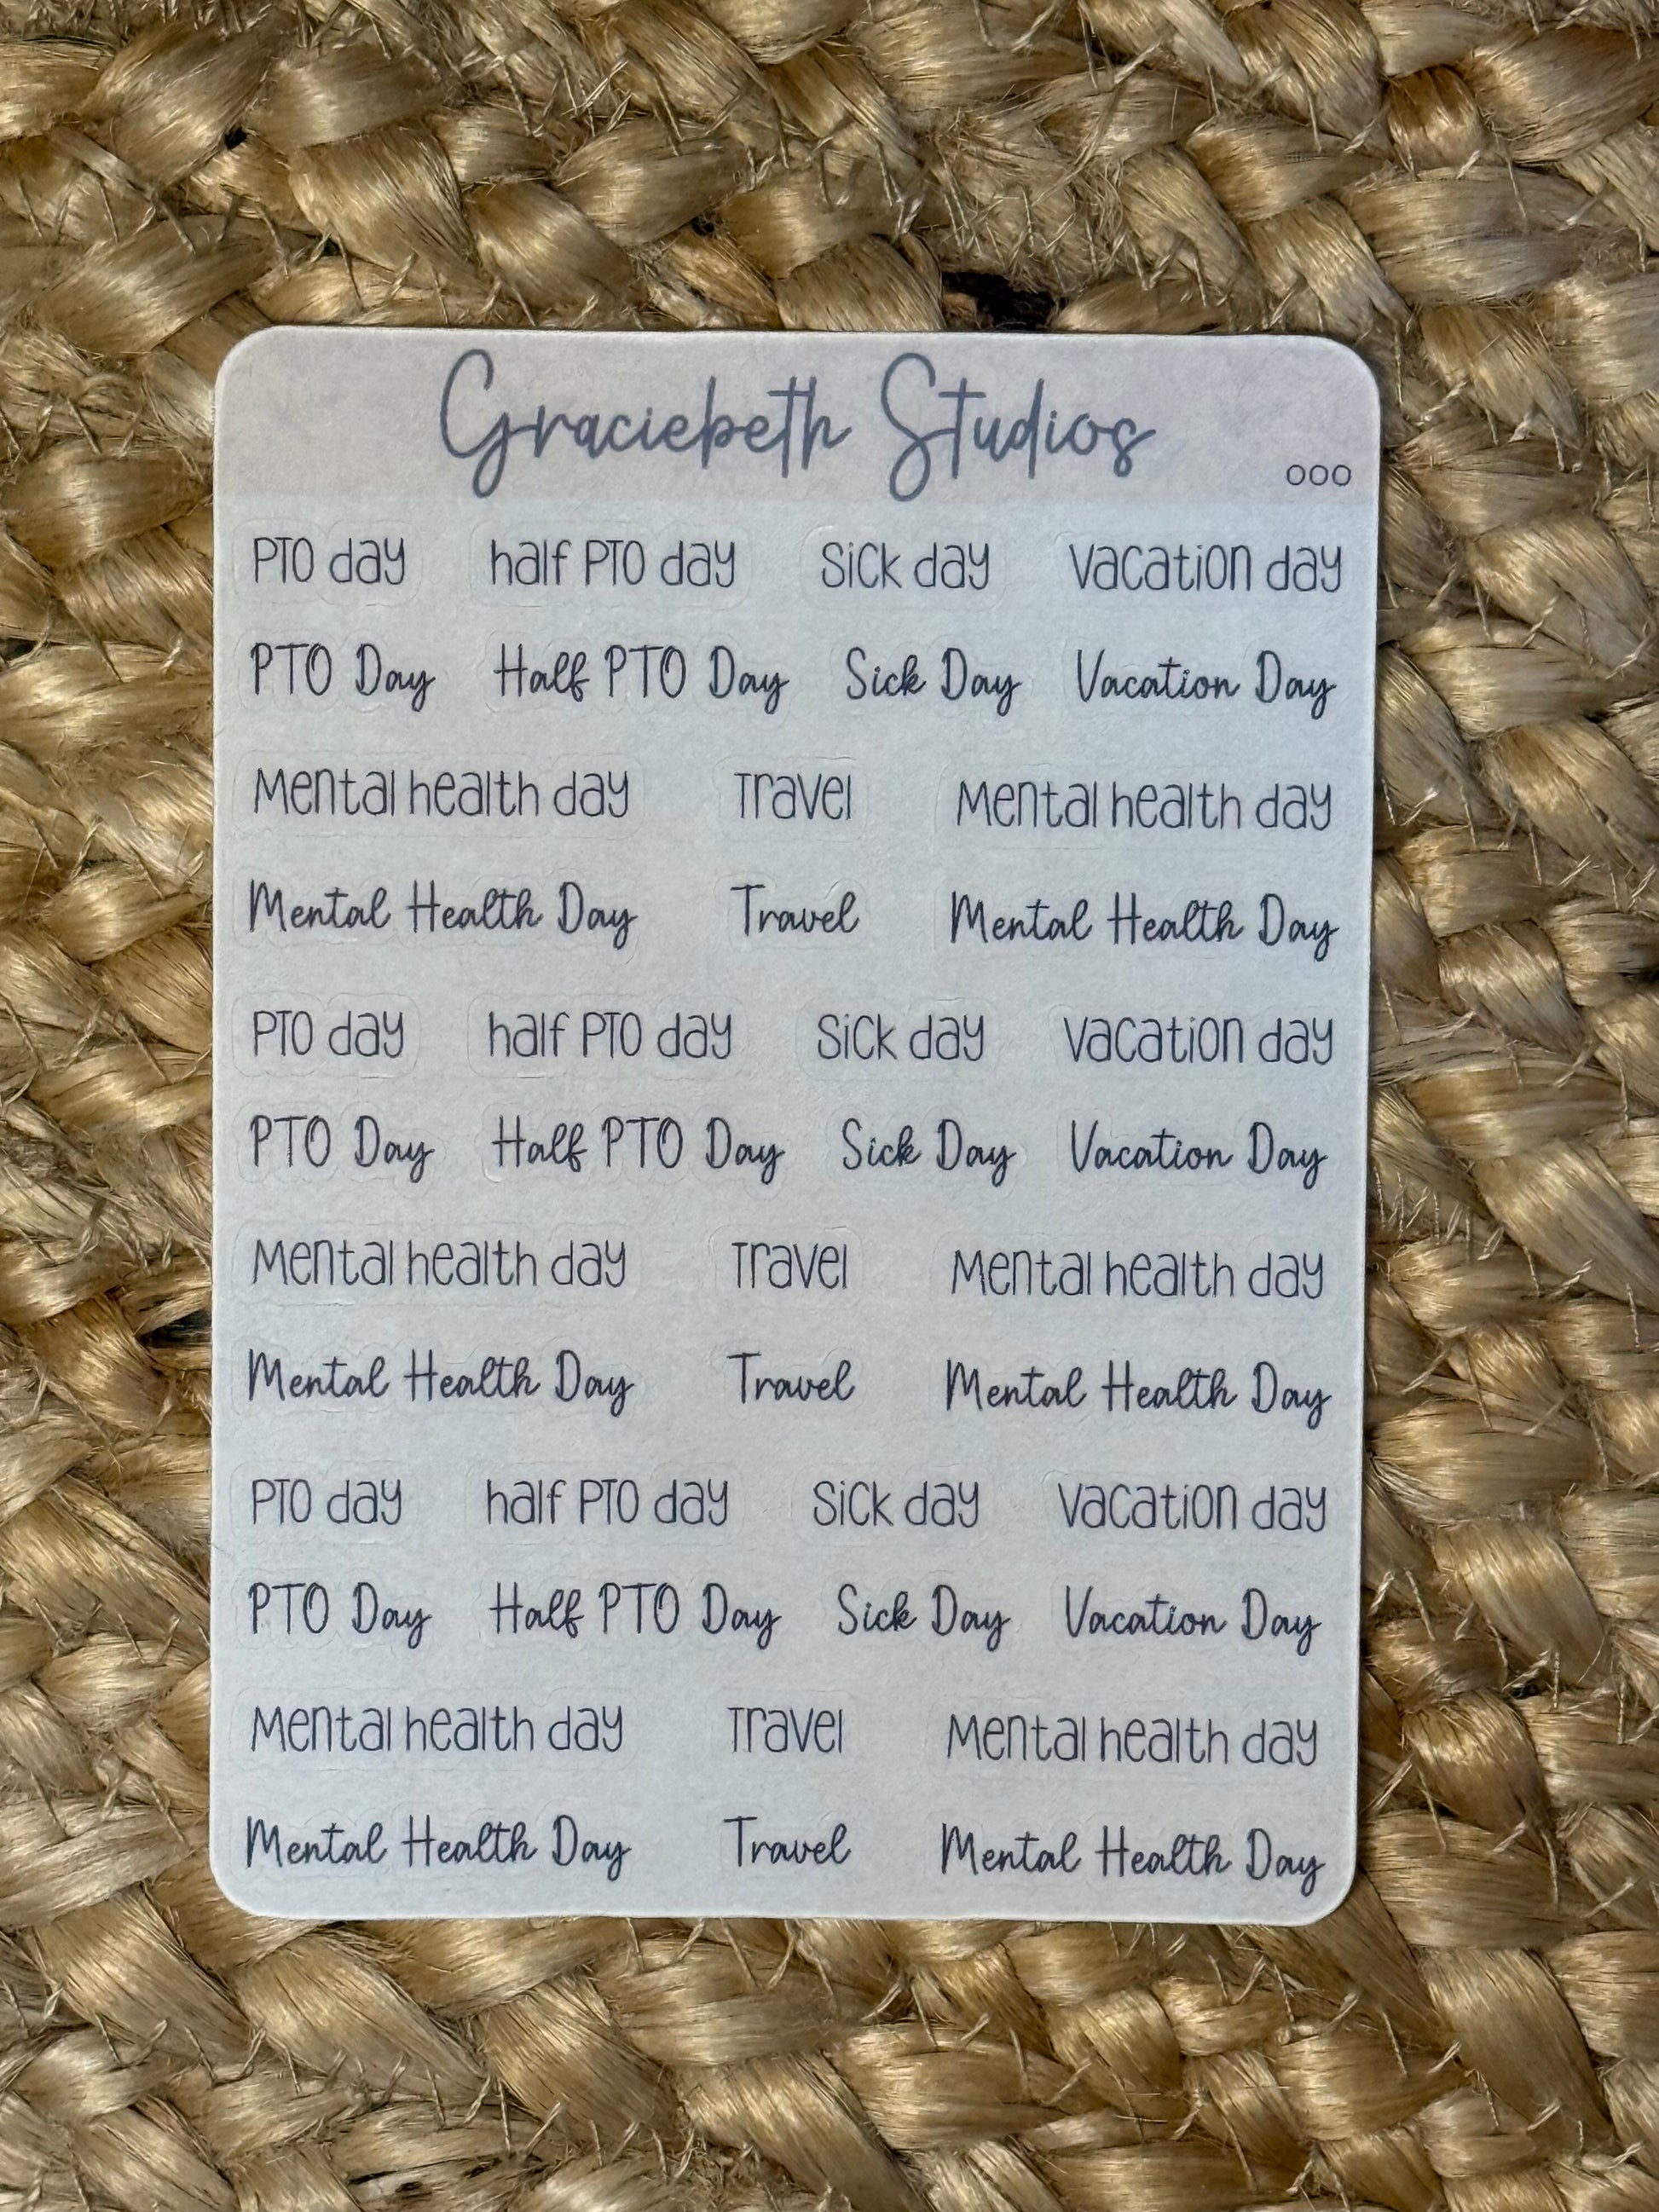 Graciebeth Studios
ooo
PTO day half PTO day sick day vacation day
PTO Day Half PTO Day Sick Day Vacation Day
Mental health day Travel Mental health day
Mental Health Day Travel Mental Health Day
PTO day half PTO day sick day vacation day
PTO Day Half PTO Day Sick Day Vacation Day
Mental health day Travel Mental health day
Mental Health Day Travel Mental Health Day
PTO day half PTO day sick day vacation day
PTO Day Half PTO Day Sick Day Vacation Day
Mental health day Travel Mental health day
Mental Health Day Travel Mental Health Day